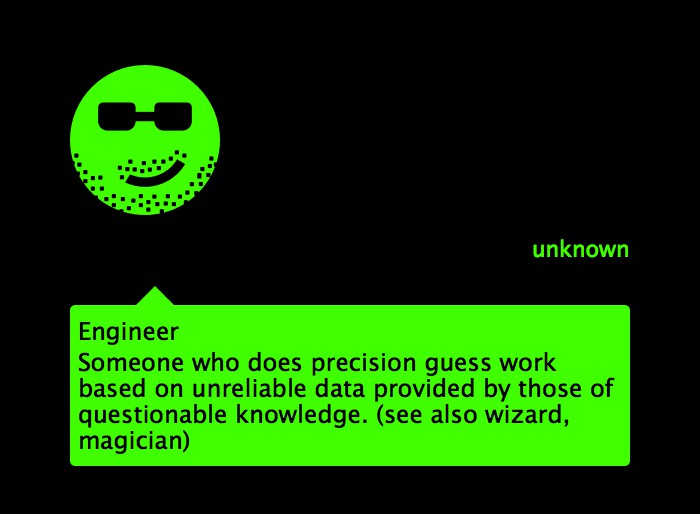 unknown
Engineer
Someone who does precision guess work
based on unreliable data provided by those of
questionable knowledge. (see also wizard,
magician)